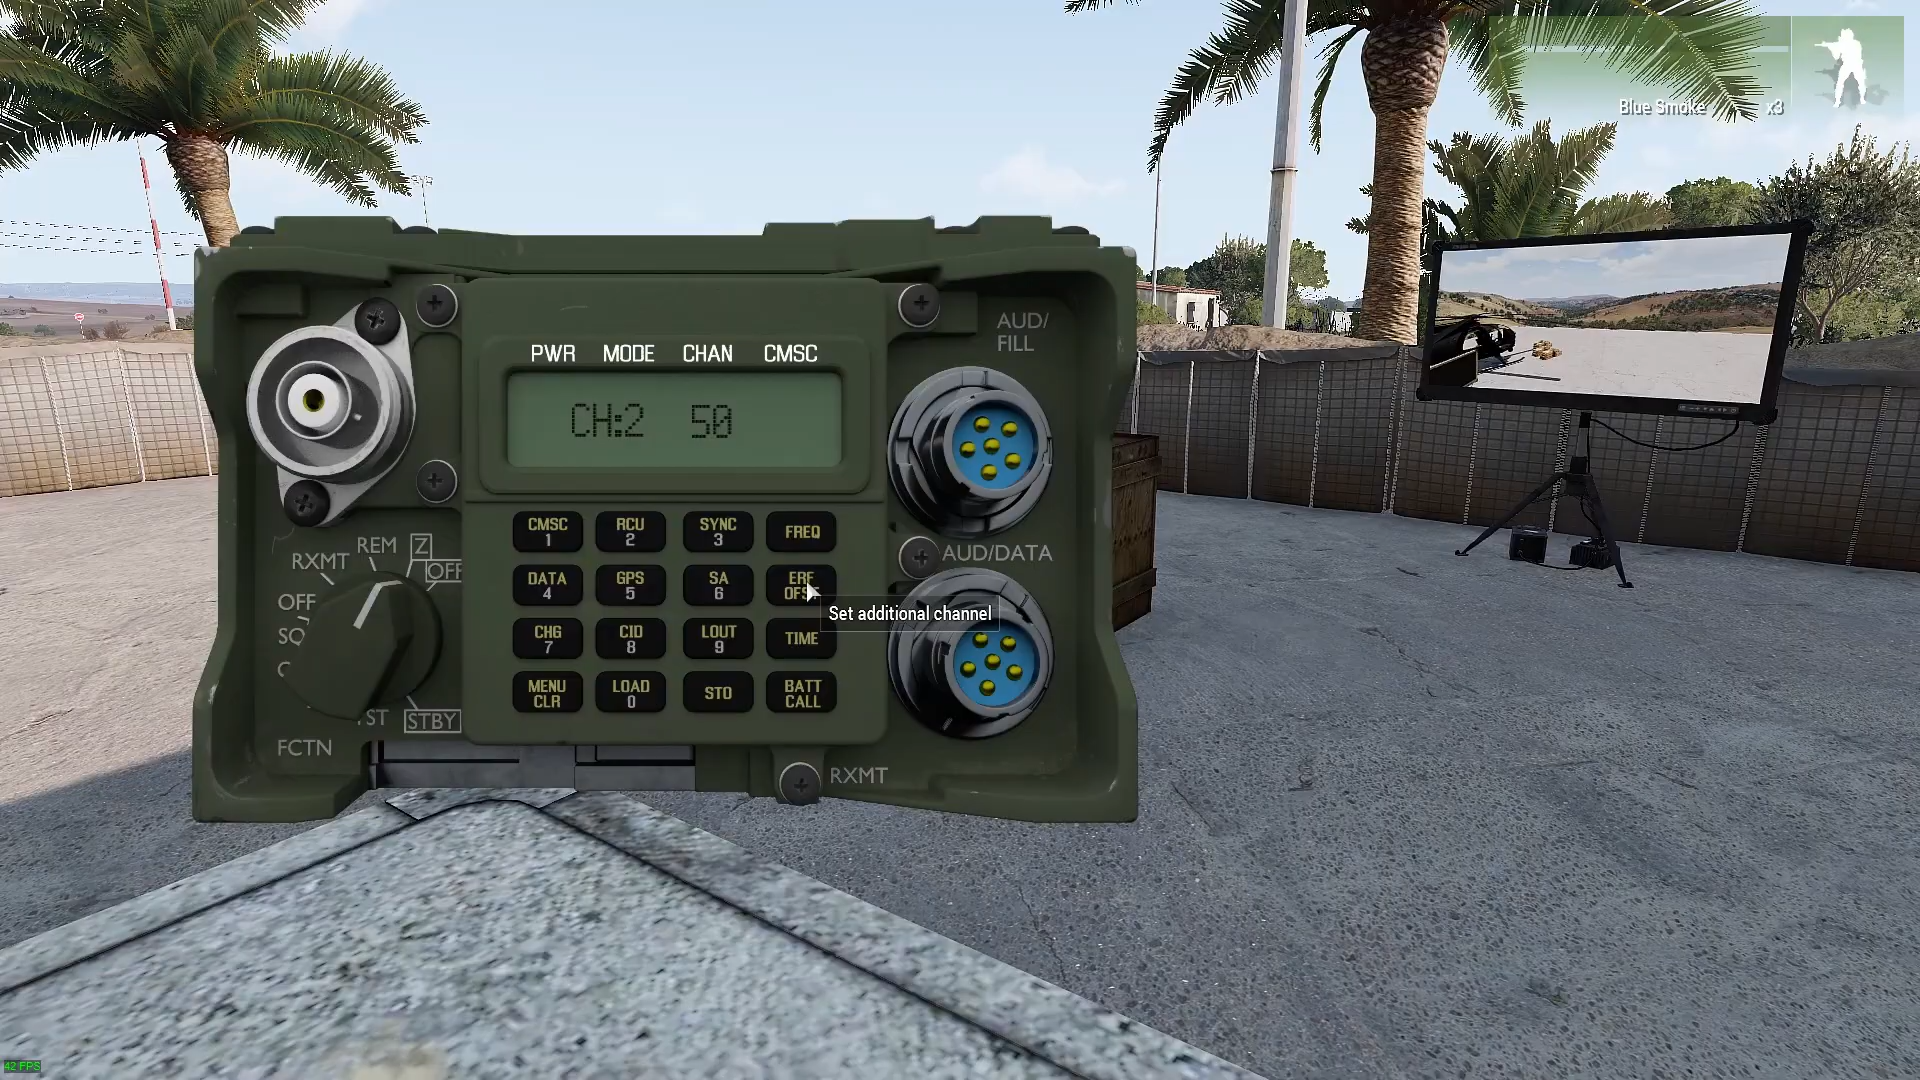 Blue Smoke x3
AUD/
FILL
PWR MODE CHAN CMSC
CH:2 50
CMSC
1
RCU
2
SYNC
3
FREQ
REM
Z
RXMT
OFF
AUD/DATA
DATA
4
GPS
5
SA
6
ERF
Set additional channel
OFF
CHG
7
CID
8
LOUT
9
TIME
MENU
CLR
LOAD
0
STO
BATT
CALL
STBY
FCTN
RXMT
42 FPS